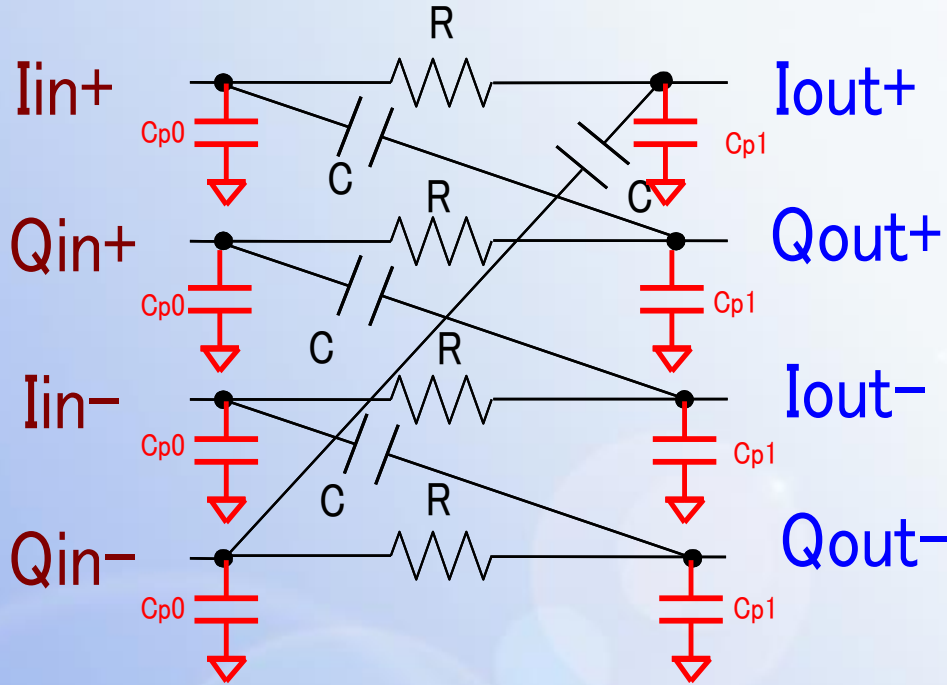 R
Iin+
Cp0
C
Cp1
Iout+
C
R
Qin+
Cp0
C
Cp1
Qout+
R
Iin−
Cp0
C
Cp1
Iout−
R
Qin−
Cp0
Cp1
Qout−